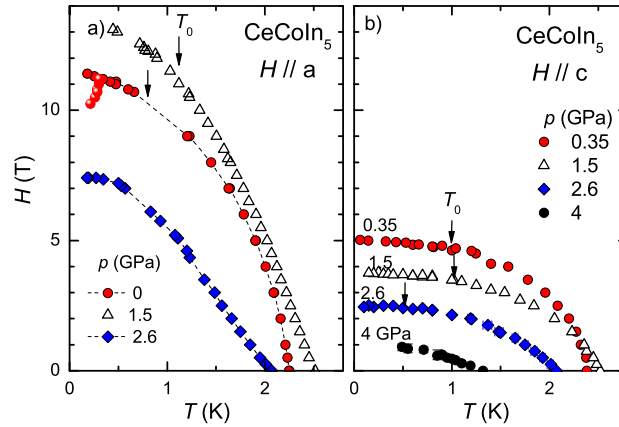 a)
T0
CeCoIn5
H // a
H (T)
10
5
0
p (GPa)
0
1.5
2.6
0
1
2
T (K)
b)
CeCoIn5
H // c
p (GPa)
0.35
1.5
2.6
4
T0
0.35
1.5
2.6
4 GPa
0
1
2
T (K)